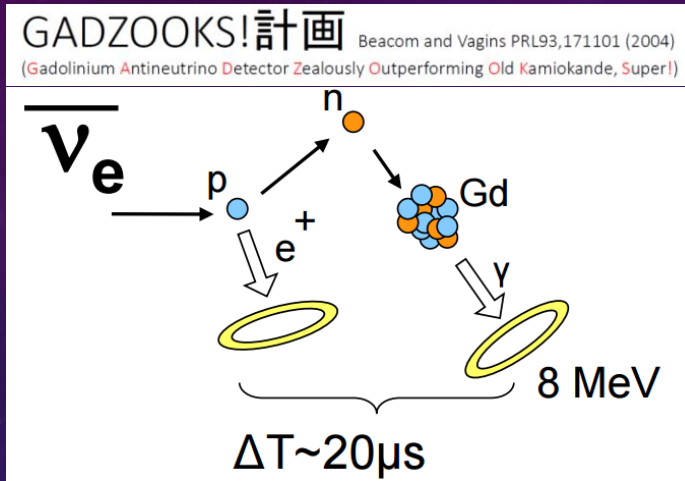 GADZOOKS!計画 Beacom and Vagins PRL93,171101 (2004)
(Gadolinium Antineutrino Detector Zealously Outperforming Old Kamiokande, Super!)
n
ν̅e
p
Gd
e+
γ
8 MeV
ΔT~20μs